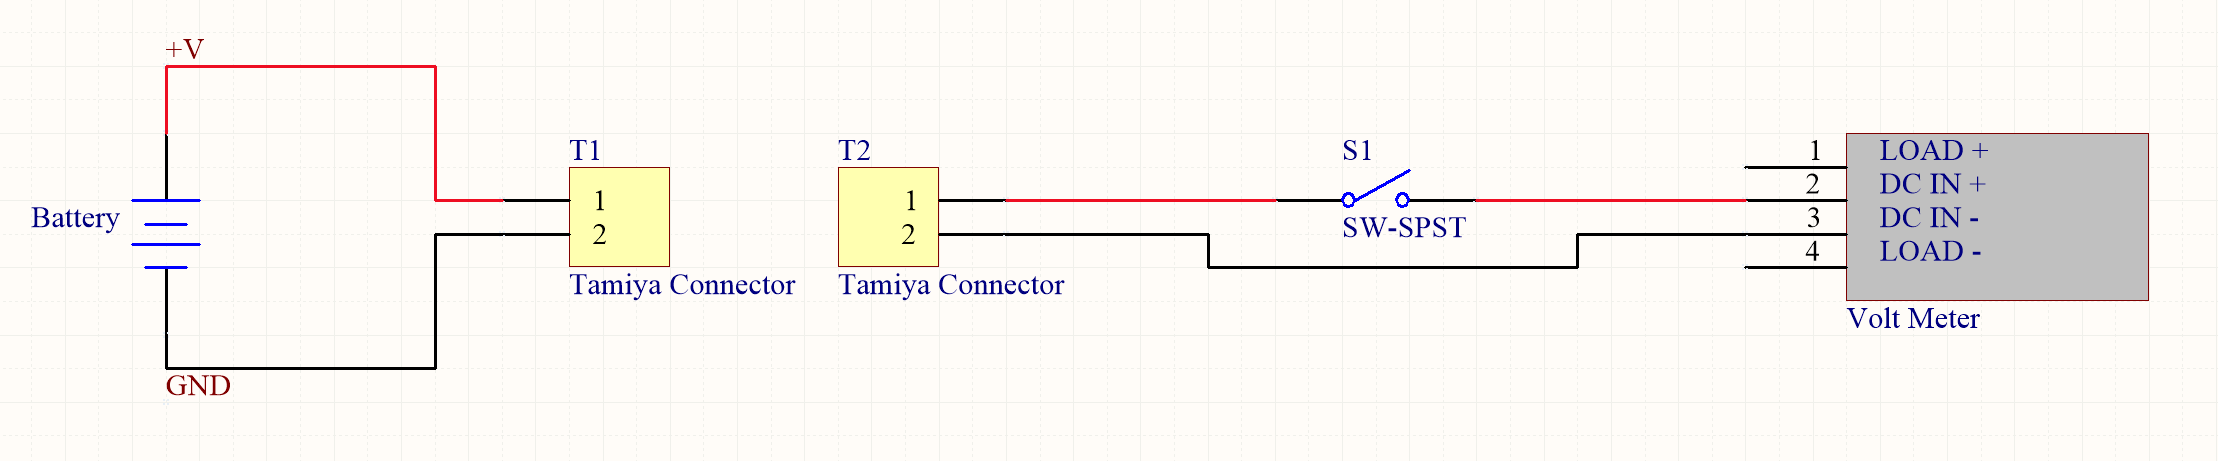 +V
Battery
GND
T1
1
2
Tamiya Connector
T2
1
2
Tamiya Connector
S1
SW-SPST
1 LOAD +
2 DC IN +
3 DC IN -
4 LOAD -
Volt Meter